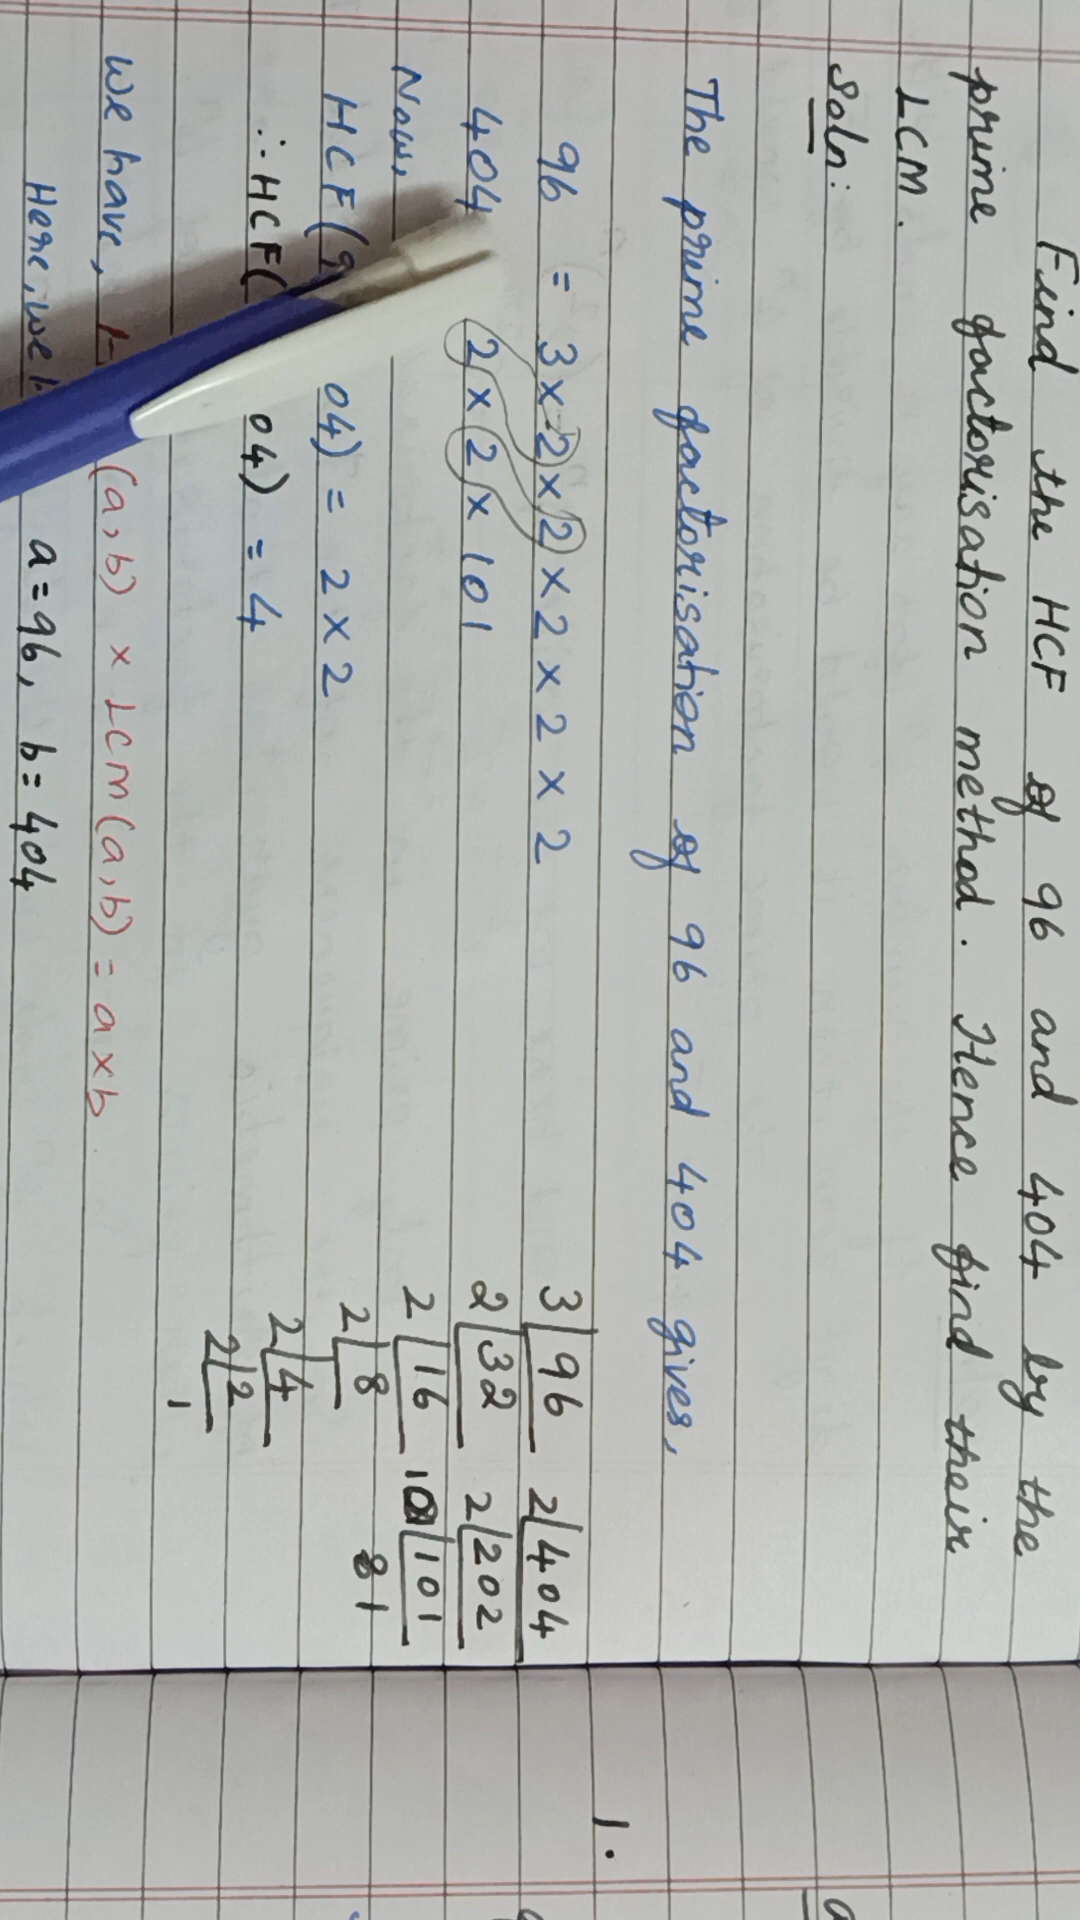 Find the HCF of 96 and 404 by the
prime factorisation method. Hence find their
LCM.
Soln:
The prime factorisation of 96 and 404 gives,
96 = 3 x 2 x 2 x 2 x 2 x 2
404 2 x 2 x 101
Now,
HCF (9 04) = 2 x 2
∴ HCF ( 04) = 4
We have, (a,b) x LCM (a,b) = a x b
Here, we a = 96, b = 404
3 96
2 32
2 16
2 8
2 4
2 2
1
2 404
2 202
101 101
1
1.